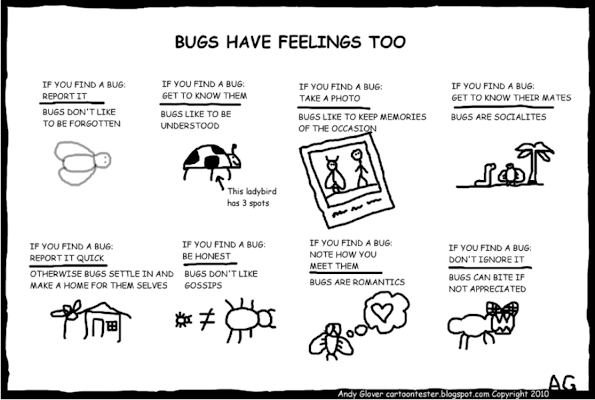 BUGS HAVE FEELINGS TOO
IF YOU FIND A BUG:
REPORT IT
BUGS DON'T LIKE
TO BE FORGOTTEN
IF YOU FIND A BUG:
GET TO KNOW THEM
BUGS LIKE TO BE
UNDERSTOOD
This ladybird
has 3 spots
IF YOU FIND A BUG:
TAKE A PHOTO
BUGS LIKE TO KEEP MEMORIES
OF THE OCCASION
IF YOU FIND A BUG:
GET TO KNOW THEIR MATES
BUGS ARE SOCIALITES
IF YOU FIND A BUG:
REPORT IT QUICK
OTHERWISE BUGS SETTLE IN AND
MAKE A HOME FOR THEM SELVES
IF YOU FIND A BUG:
BE HONEST
BUGS DON'T LIKE
GOSSIPS
≠
IF YOU FIND A BUG:
NOTE HOW YOU
MEET THEM
BUGS ARE ROMANTICS
IF YOU FIND A BUG:
DON'T IGNORE IT
BUGS CAN BITE IF
NOT APPRECIATED
AG
Andy Glover cartoontester.blogspot.com Copyright 2010